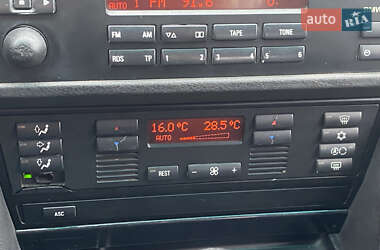 auto RIA.com
AUTO 1 FM 91.8
FM AM TAPE TONE
RDS TP 1 2 3 4 5 6
16.0°C 28.5°C
AUTO
REST - +
ASC